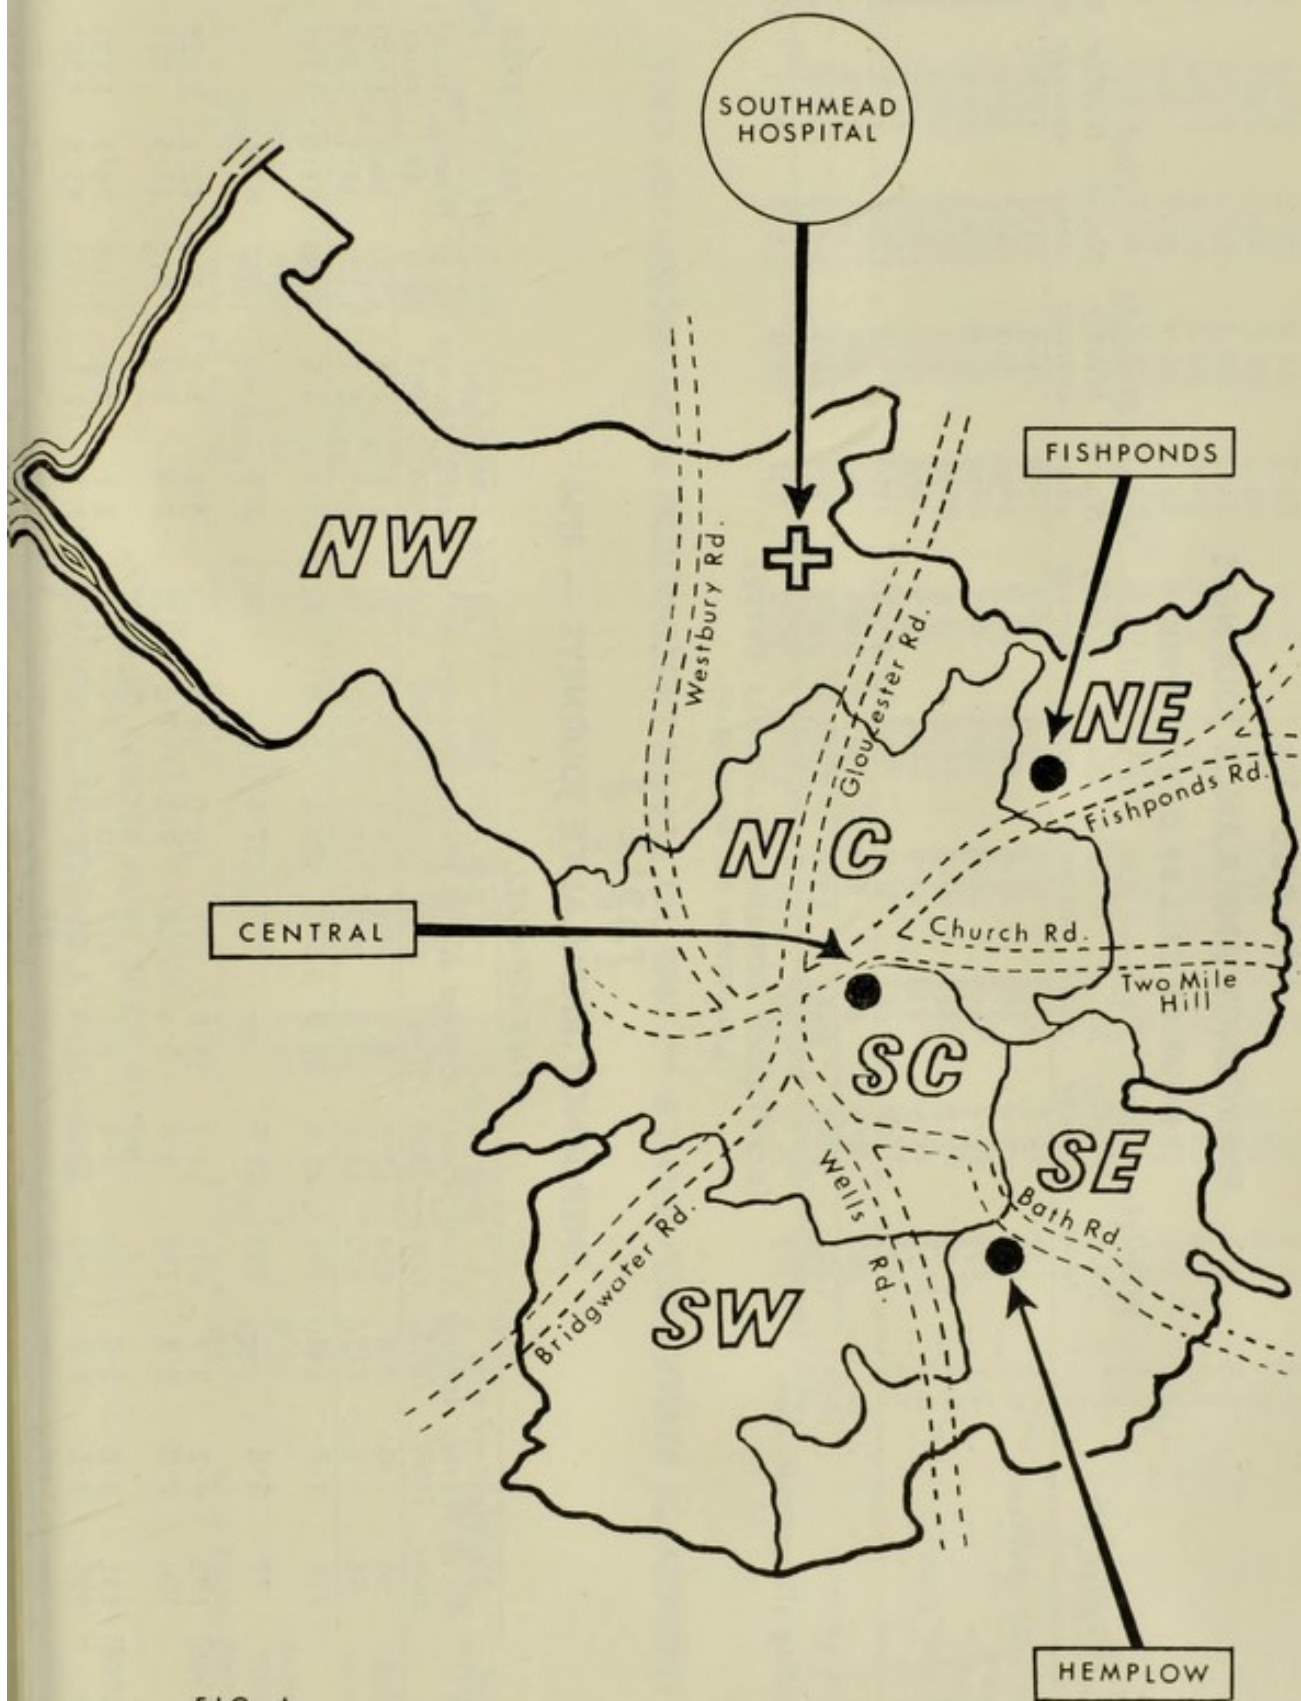 SOUTHMEAD
HOSPITAL
FISHPONDS
NW
Westbury Rd.
Gloucester Rd.
NE
Fishponds Rd.
NC
CENTRAL
Church Rd.
Two Mile
Hill
SC
SE
Wells Rd.
Bath Rd.
Bridgwater Rd.
SW
HEMPLOW